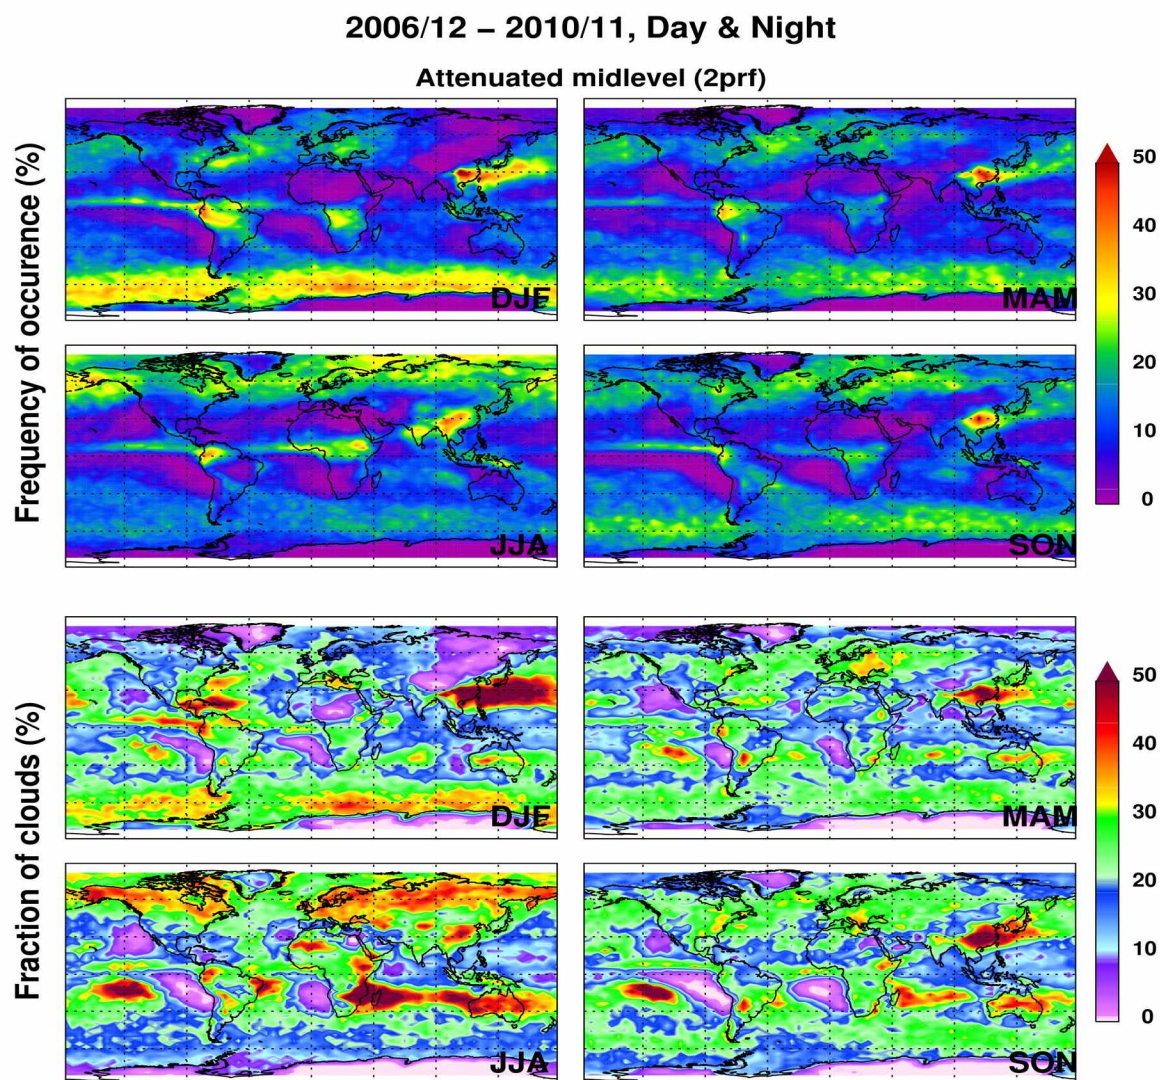 2006/12 – 2010/11, Day & Night
Attenuated midlevel (2prf)
Frequency of occurence (%)
DJF
MAM
50
40
30
20
10
0
JJA
SON
Fraction of clouds (%)
DJF
MAM
50
40
30
20
10
0
JJA
SON